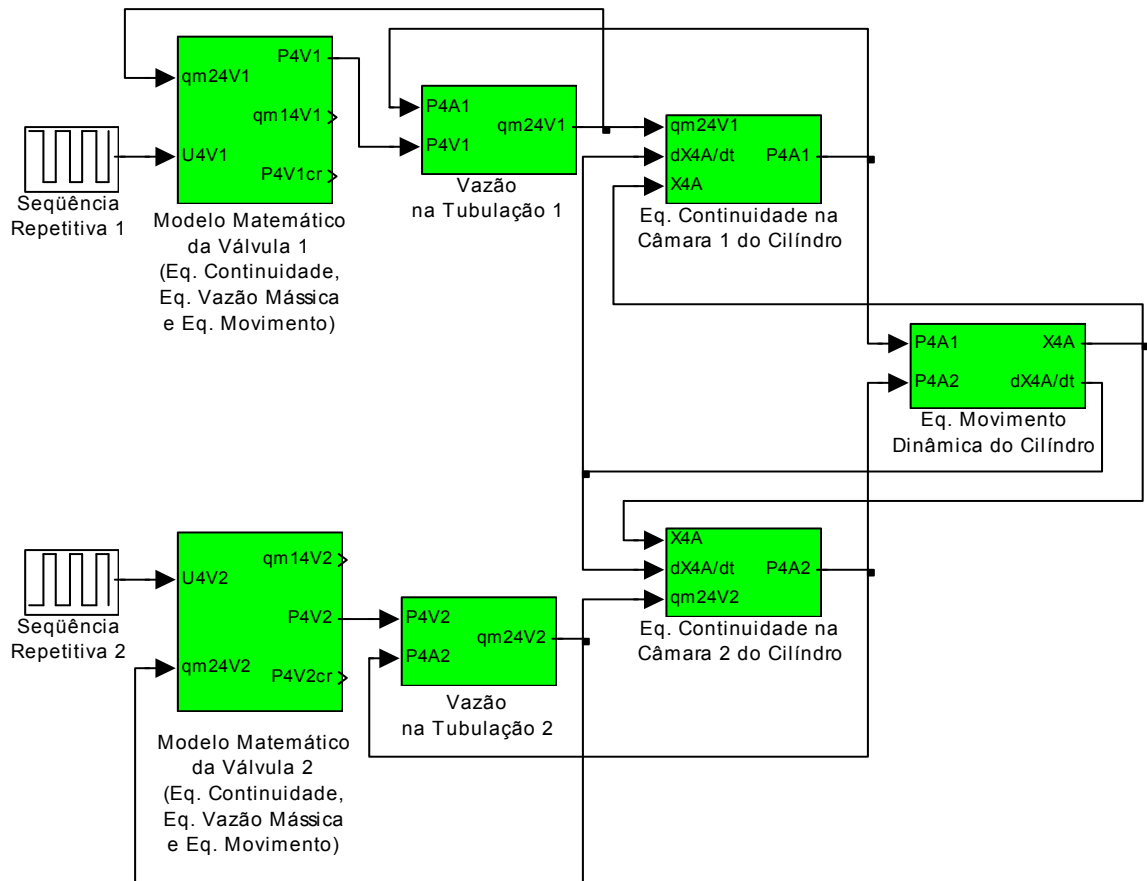 qm24V1
U4V1
P4V1
qm14V1
P4V1cr
Seqüência
Repetitiva 1
Modelo Matemático
da Válvula 1
(Eq. Continuidade,
Eq. Vazão Mássica
e Eq. Movimento)
P4A1
P4V1
qm24V1
Vazão
na Tubulação 1
qm24V1
dX4A/dt
X4A
P4A1
Eq. Continuidade na
Câmara 1 do Cilíndro
P4A1
P4A2
X4A
dX4A/dt
Eq. Movimento
Dinâmica do Cilíndro
X4A
dX4A/dt
qm24V2
P4A2
Eq. Continuidade na
Câmara 2 do Cilíndro
Seqüência
Repetitiva 2
U4V2
qm24V2
qm14V2
P4V2
P4V2cr
Modelo Matemático
da Válvula 2
(Eq. Continuidade,
Eq. Vazão Mássica
e Eq. Movimento)
P4V2
P4A2
qm24V2
Vazão
na Tubulação 2